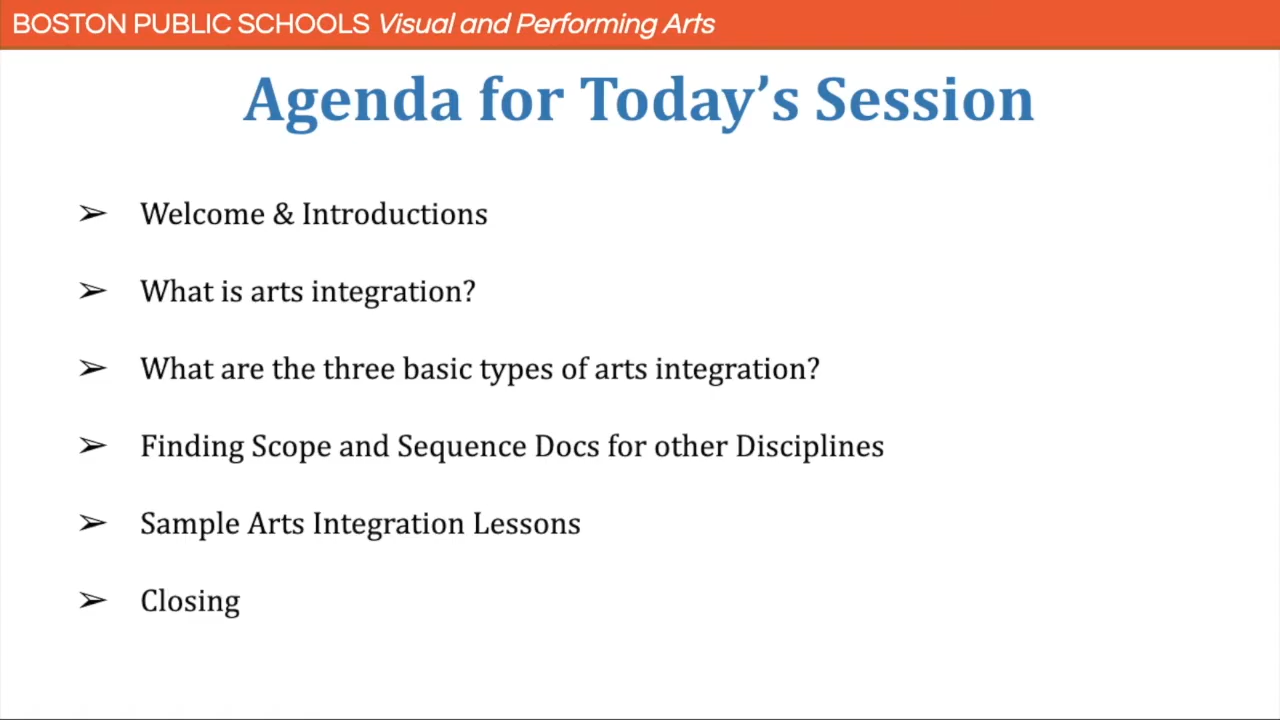 BOSTON PUBLIC SCHOOLS Visual and Performing Arts
Agenda for Today’s Session
➢ Welcome & Introductions
➢ What is arts integration?
➢ What are the three basic types of arts integration?
➢ Finding Scope and Sequence Docs for other Disciplines
➢ Sample Arts Integration Lessons
➢ Closing